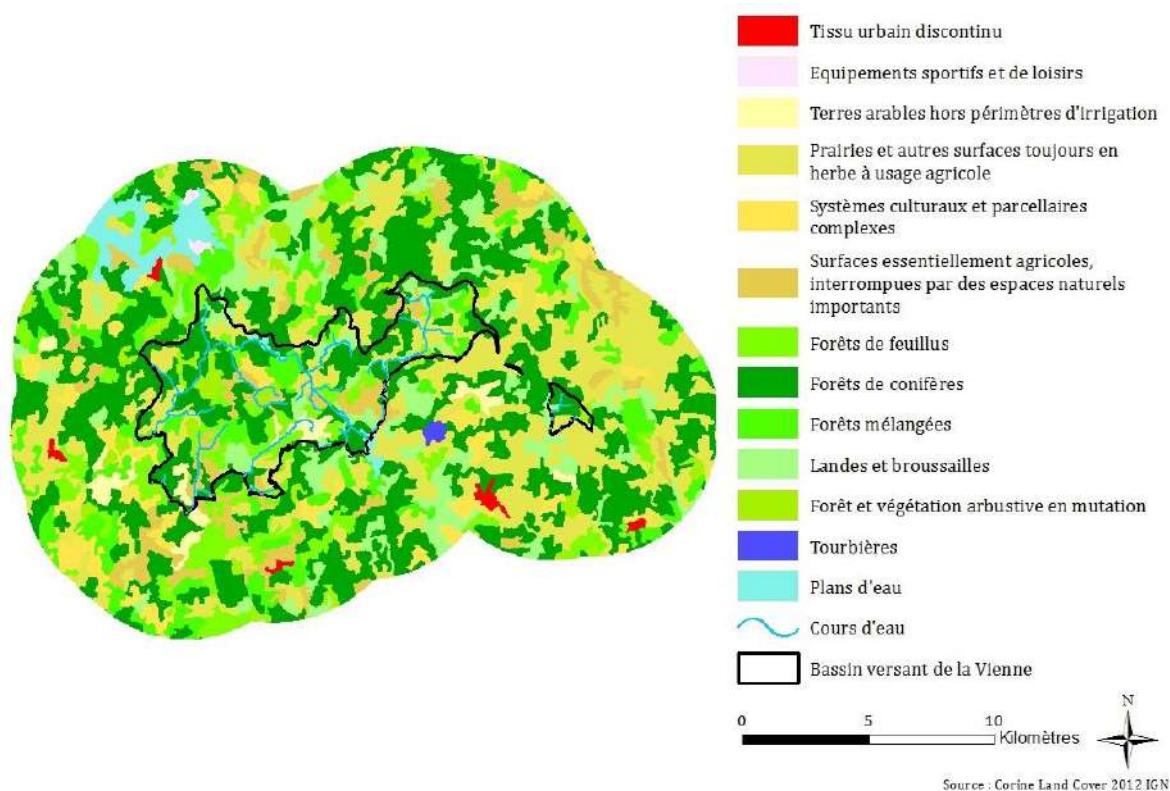 Tissu urbain discontinu
Equipements sportifs et de loisirs
Terres arables hors périmètres d'irrigation
Prairies et autres surfaces toujours en
herbe à usage agricole
Systèmes culturaux et parcellaires
complexes
Surfaces essentiellement agricoles,
interrompues par des espaces naturels
importants
Forêts de feuillus
Forêts de conifères
Forêts mélangées
Landes et broussailles
Forêt et végétation arbustive en mutation
Tourbières
Plans d'eau
Cours d'eau
Bassin versant de la Vienne
N
0 5 10
Kilomètres
Source : Corine Land Cover 2012 IGN